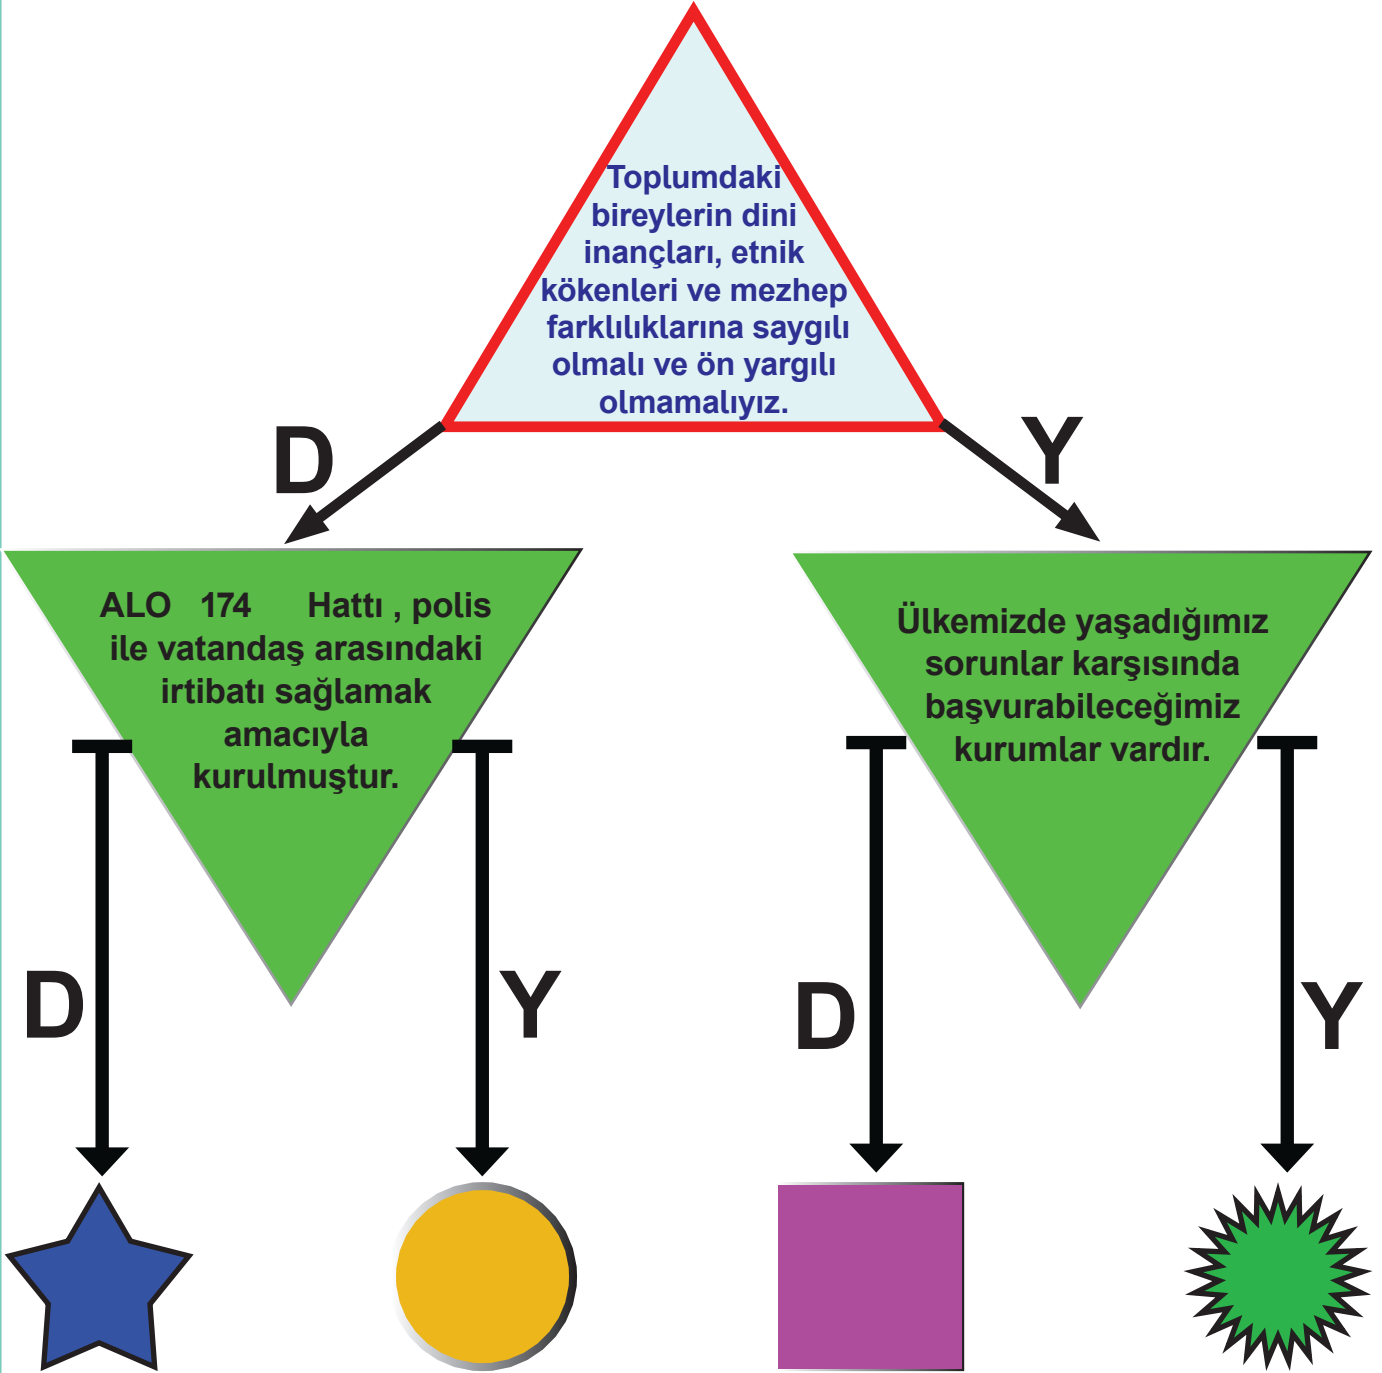 Toplumdaki
bireylerin dini
inançları, etnik
kökenleri ve mezhep
farklılıklarına saygılı
olmalı ve ön yargılı
olmamalıyız.
D
Y
ALO 174 Hattı , polis
ile vatandaş arasındaki
irtibatı sağlamak
amacıyla
kurulmuştur.
Ülkemizde yaşadığımız
sorunlar karşısında
başvurabileceğimiz
kurumlar vardır.
D
Y
D
Y